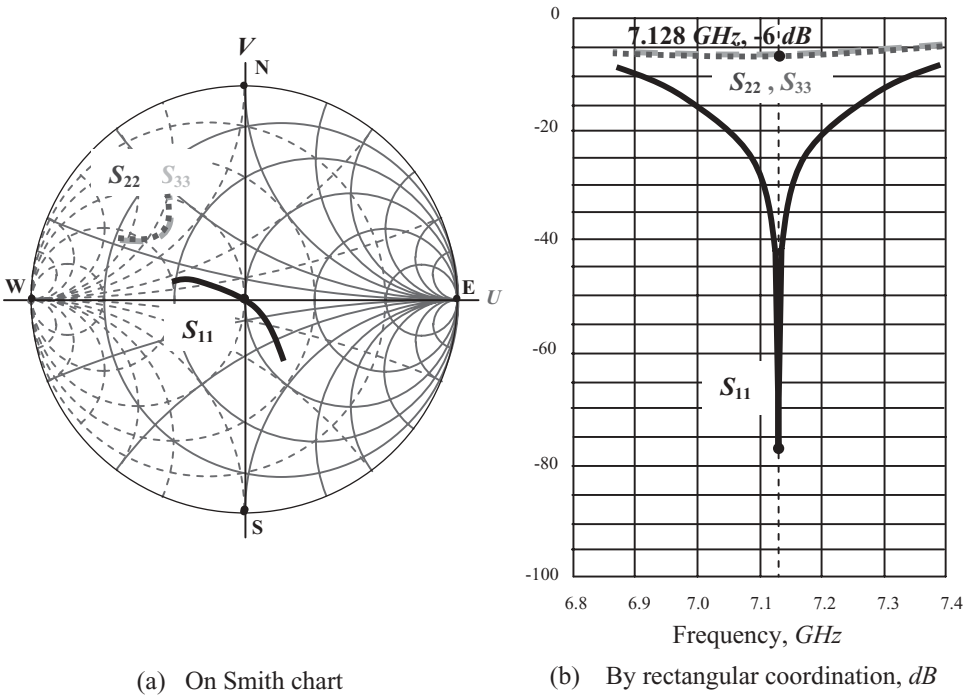 V
N
S22 S33
W
E
U
S11
S
(a) On Smith chart
0
-20
-40
-60
-80
-100
7.128 GHz, -6 dB
S22 , S33
S11
6.8 6.9 7.0 7.1 7.2 7.3 7.4
Frequency, GHz
(b) By rectangular coordination, dB